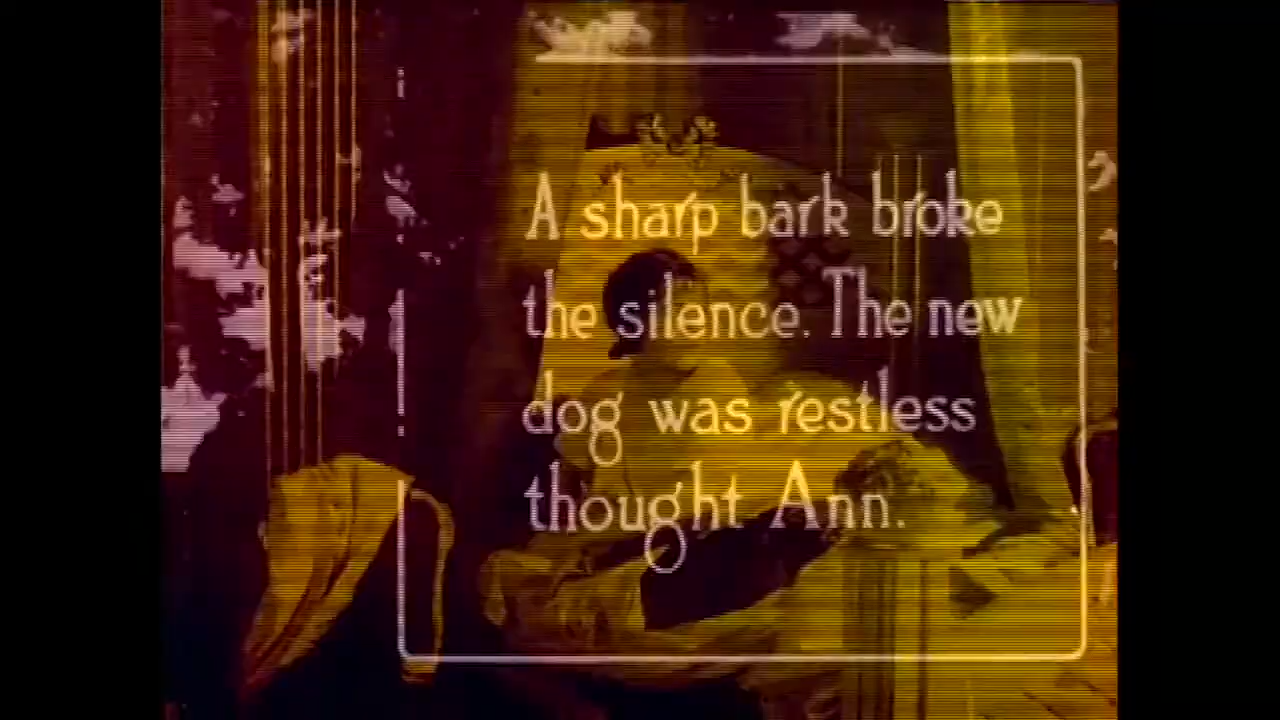 A sharp bark broke
the silence. The new
dog was restless
thought Ann.